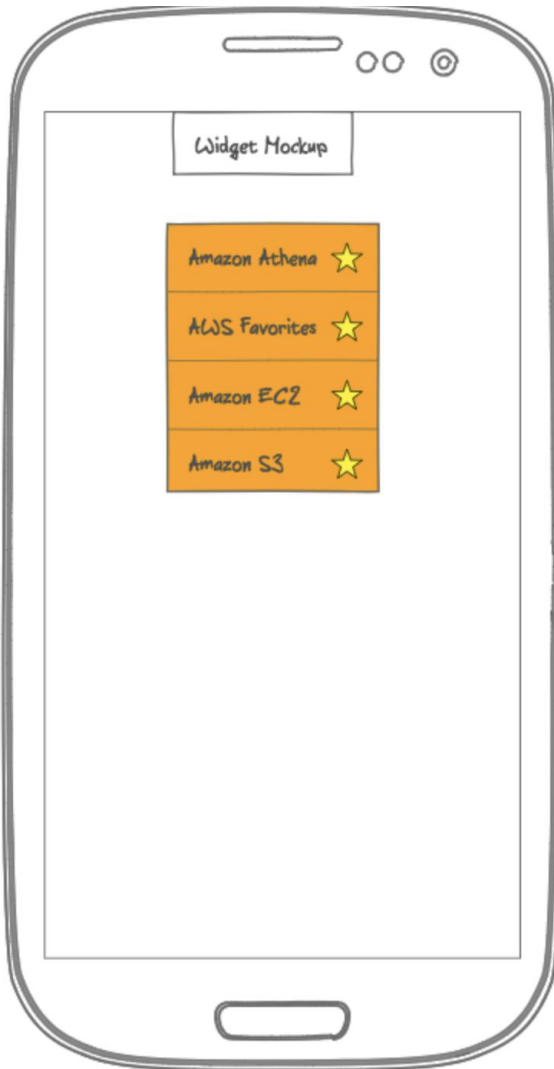 Widget Mockup
Amazon Athena
AWS Favorites
Amazon EC2
Amazon S3